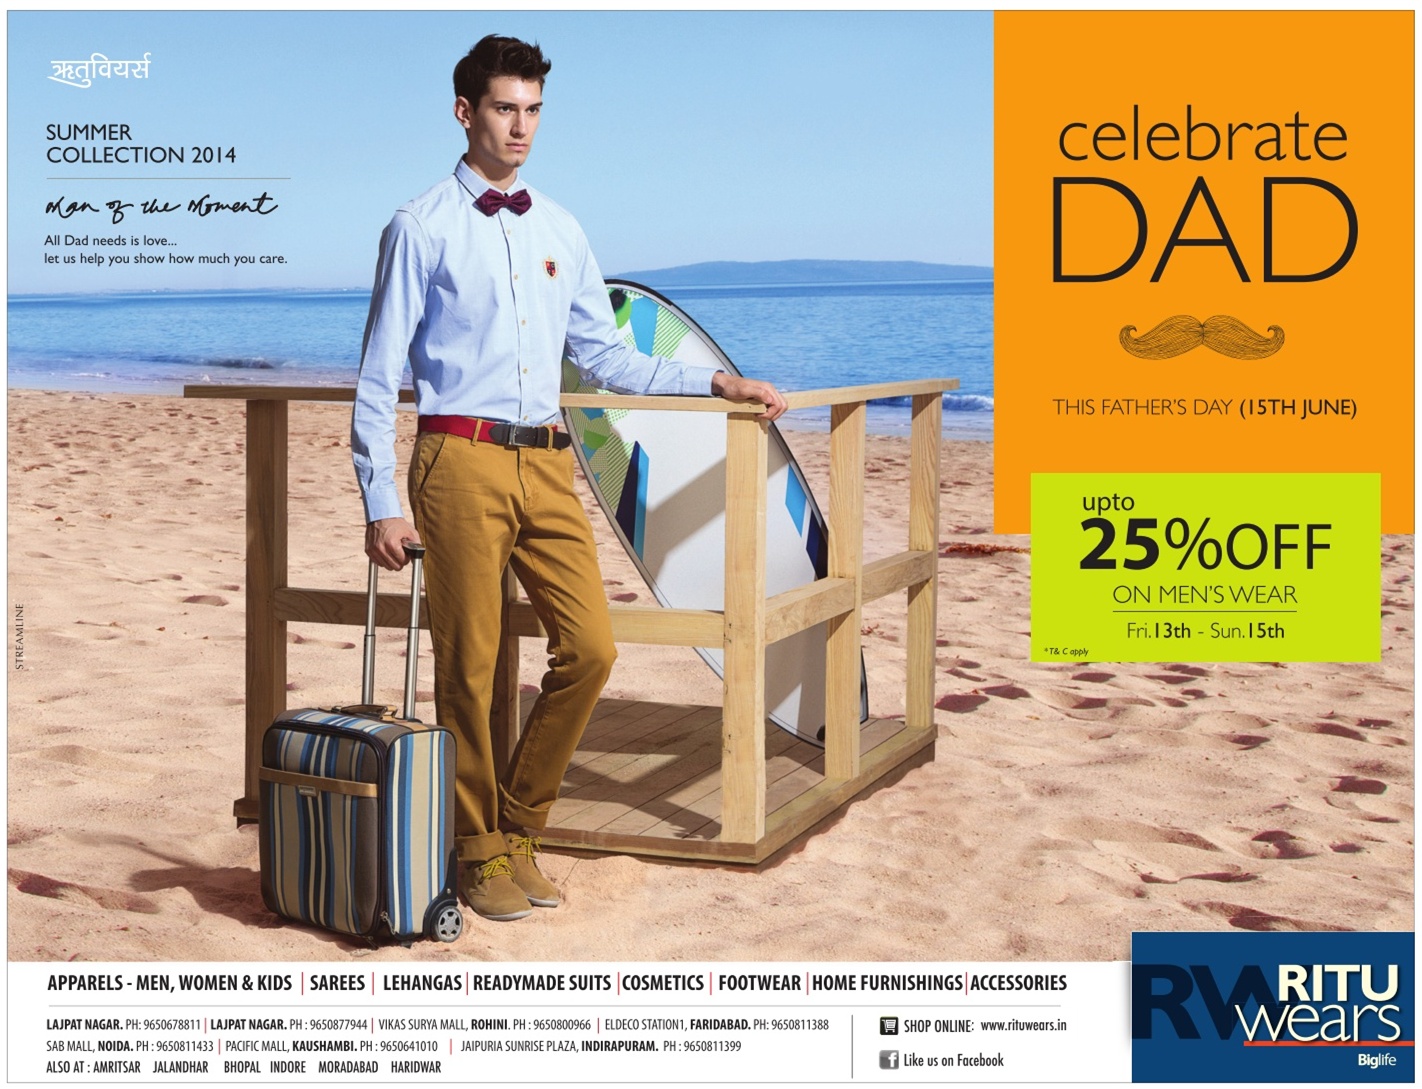 ऋतुवियर्स
SUMMER
COLLECTION 2014
Man of the Moment
All Dad needs is love...
let us help you show how much you care.
celebrate
DAD
THIS FATHER'S DAY (15TH JUNE)
upto
25%OFF
ON MEN'S WEAR
Fri.13th - Sun.15th
*T& C apply
STREAMLINE
APPARELS - MEN, WOMEN & KIDS | SAREES | LEHANGAS | READYMADE SUITS | COSMETICS | FOOTWEAR | HOME FURNISHINGS | ACCESSORIES
LAJPAT NAGAR. PH: 9650678811 | LAJPAT NAGAR. PH : 9650877944 | VIKAS SURYA MALL, ROHINI. PH : 9650800966 | ELDECO STATION1, FARIDABAD. PH: 9650811388
SAB MALL, NOIDA. PH : 9650811433 | PACIFIC MALL, KAUSHAMBI. PH : 9650641010 | JAIPURIA SUNRISE PLAZA, INDIRAPURAM. PH : 9650811399
ALSO AT : AMRITSAR JALANDHAR BHOPAL INDORE MORADABAD HARIDWAR
SHOP ONLINE: www.rituwears.in
Like us on Facebook
RW RITU
wears
Biglife